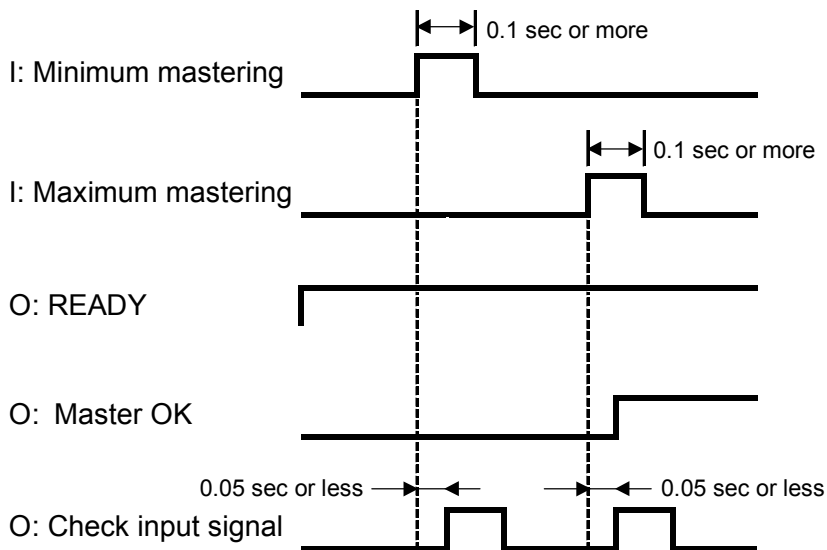 0.1 sec or more
I: Minimum mastering
0.1 sec or more
I: Maximum mastering
O: READY
O: Master OK
0.05 sec or less
0.05 sec or less
O: Check input signal